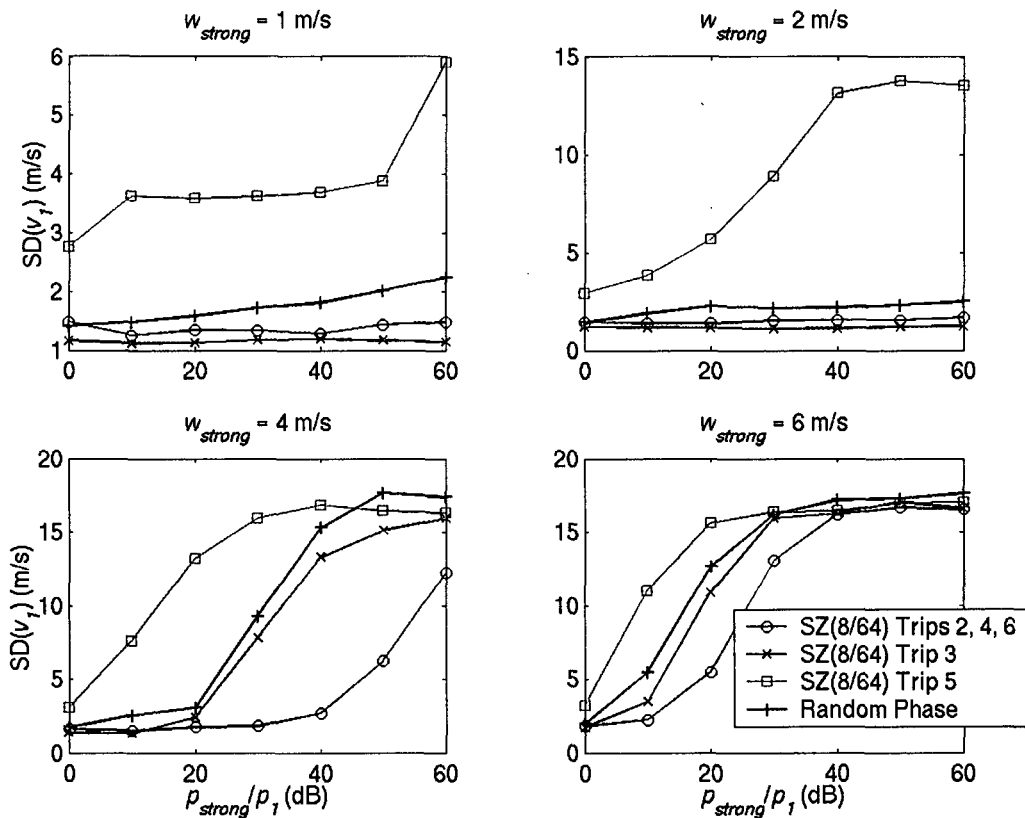 w_strong = 1 m/s
w_strong = 2 m/s
SD(v_1) (m/s)
6
5
4
3
2
1
0 20 40 60
15
10
5
0
0 20 40 60
w_strong = 4 m/s
w_strong = 6 m/s
SD(v_1) (m/s)
20
15
10
5
0
0 20 40 60
p_strong/p_1 (dB)
20
15
10
5
0
0 20 40 60
p_strong/p_1 (dB)
SZ(8/64) Trips 2, 4, 6
SZ(8/64) Trip 3
SZ(8/64) Trip 5
Random Phase